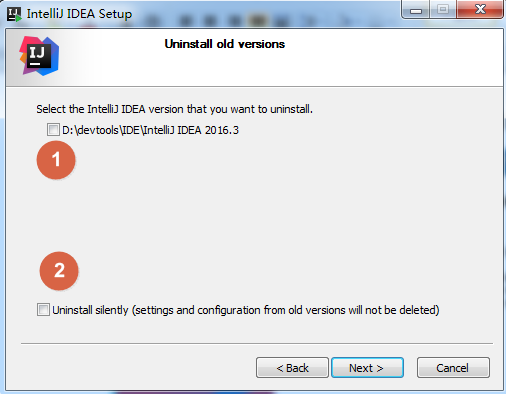 IntelliJ IDEA Setup
IJ
Uninstall old versions
Select the IntelliJ IDEA version that you want to uninstall.
D:\devtools\IDE\IntelliJ IDEA 2016.3
1
2
Uninstall silently (settings and configuration from old versions will not be deleted)
< Back Next > Cancel